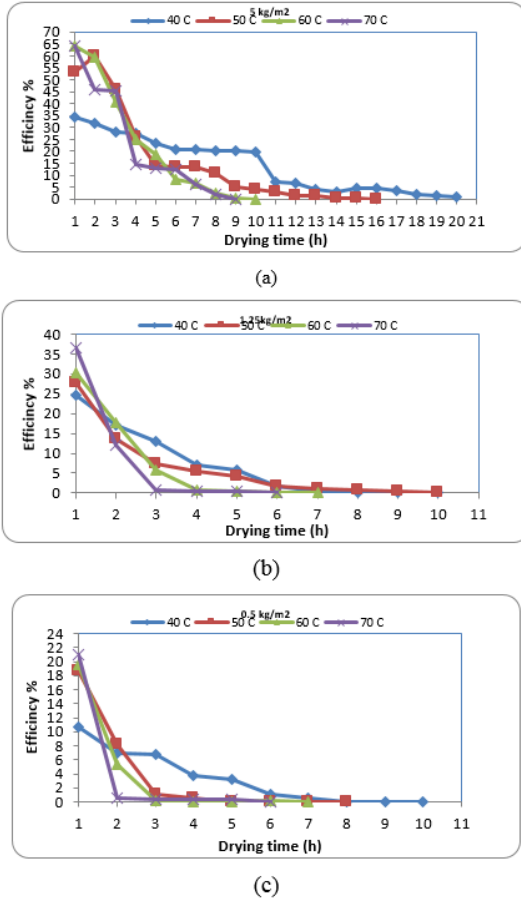 5 kg/m2
40 C 50 C 60 C 70 C
70
65
60
55
50
45
40
35
30
25
20
15
10
5
0
Efficincy %
1 2 3 4 5 6 7 8 9 10 11 12 13 14 15 16 17 18 19 20 21
Drying time (h)
(a)
1.25kg/m2
40 C 50 C 60 C 70 C
40
35
30
25
20
15
10
5
0
Efficincy %
1 2 3 4 5 6 7 8 9 10 11
Drying time (h)
(b)
0.5 kg/m2
40 C 50 C 60 C 70 C
24
22
20
18
16
14
12
10
8
6
4
2
0
Efficincy %
1 2 3 4 5 6 7 8 9 10 11
Drying time (h)
(c)